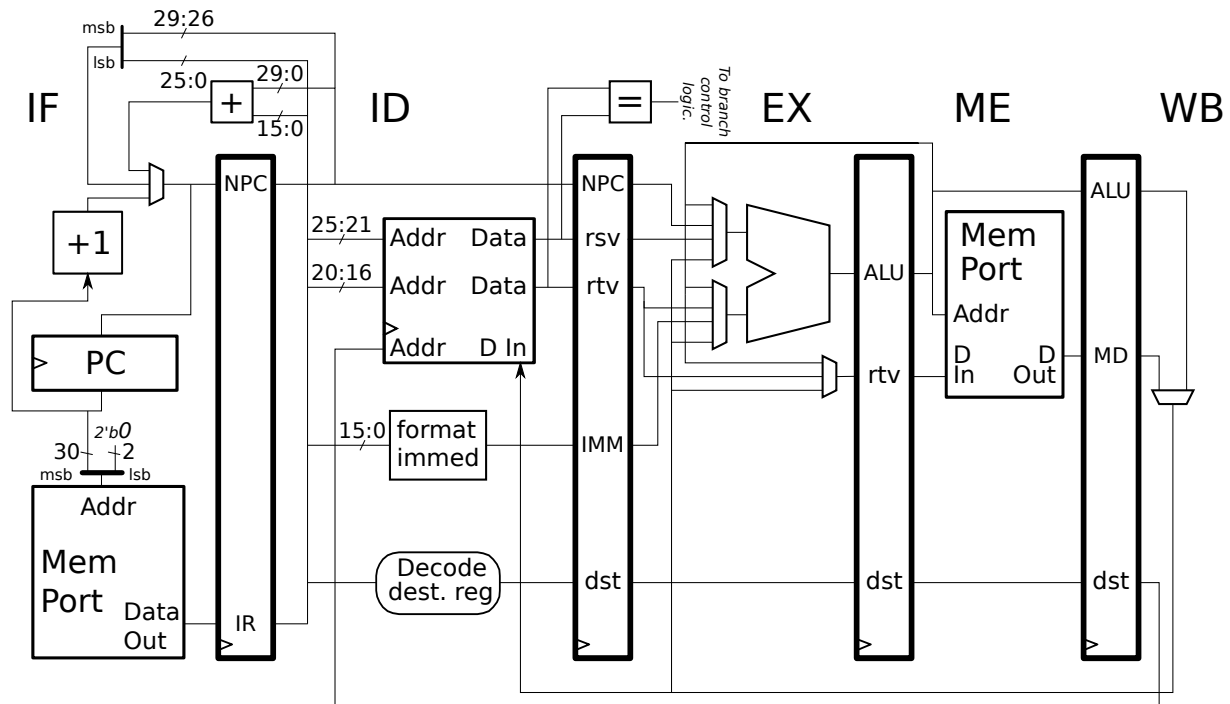 29:26
msb
lsb
25:0
29:0
15:0
+
=
To branch
control
logic.
IF
ID
EX
ME
WB
NPC
NPC
ALU
+1
25:21
Addr
Data
rsv
20:16
Addr
Data
rtv
Addr
D In
ALU
Mem
Port
Addr
D
In
D
Out
MD
PC
rtv
2'b0
30
2
msb
lsb
15:0
format
immed
IMM
Addr
Mem
Port
Data
Out
IR
Decode
dest. reg
dst
dst
dst